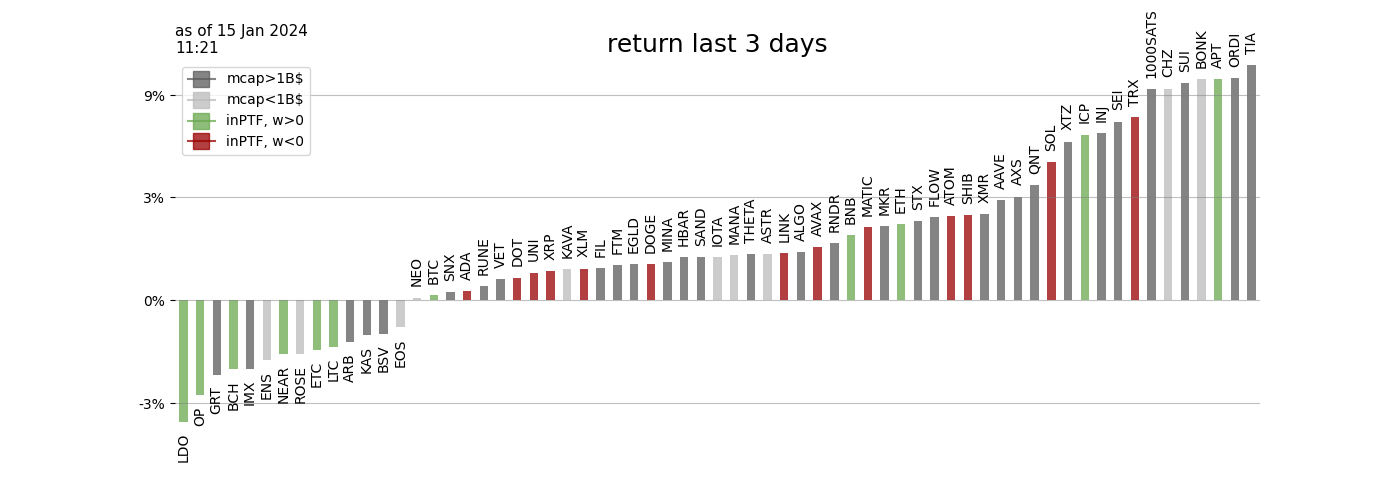 as of 15 Jan 2024
11:21
return last 3 days
mcap>1B$
mcap<1B$
inPTF, w>0
inPTF, w<0
9%
3%
0%
-3%
LDO
OP
GRT
BCH
IMX
ENS
NEAR
ROSE
ETC
LTC
ARB
KAS
BSV
EOS
NEO
BTC
SNX
ADA
RUNE
VET
DOT
UNI
XRP
KAVA
XLM
FIL
FTM
EGLD
DOGE
MINA
HBAR
SAND
IOTA
MANA
THETA
ASTR
LINK
ALGO
AVAX
RNDR
BNB
MATIC
MKR
ETH
STX
FLOW
ATOM
SHIB
XMR
AAVE
AXS
QNT
SOL
XTZ
ICP
INJ
SEI
TRX
1000SATS
CHZ
SUI
BONK
APT
ORDI
TIA